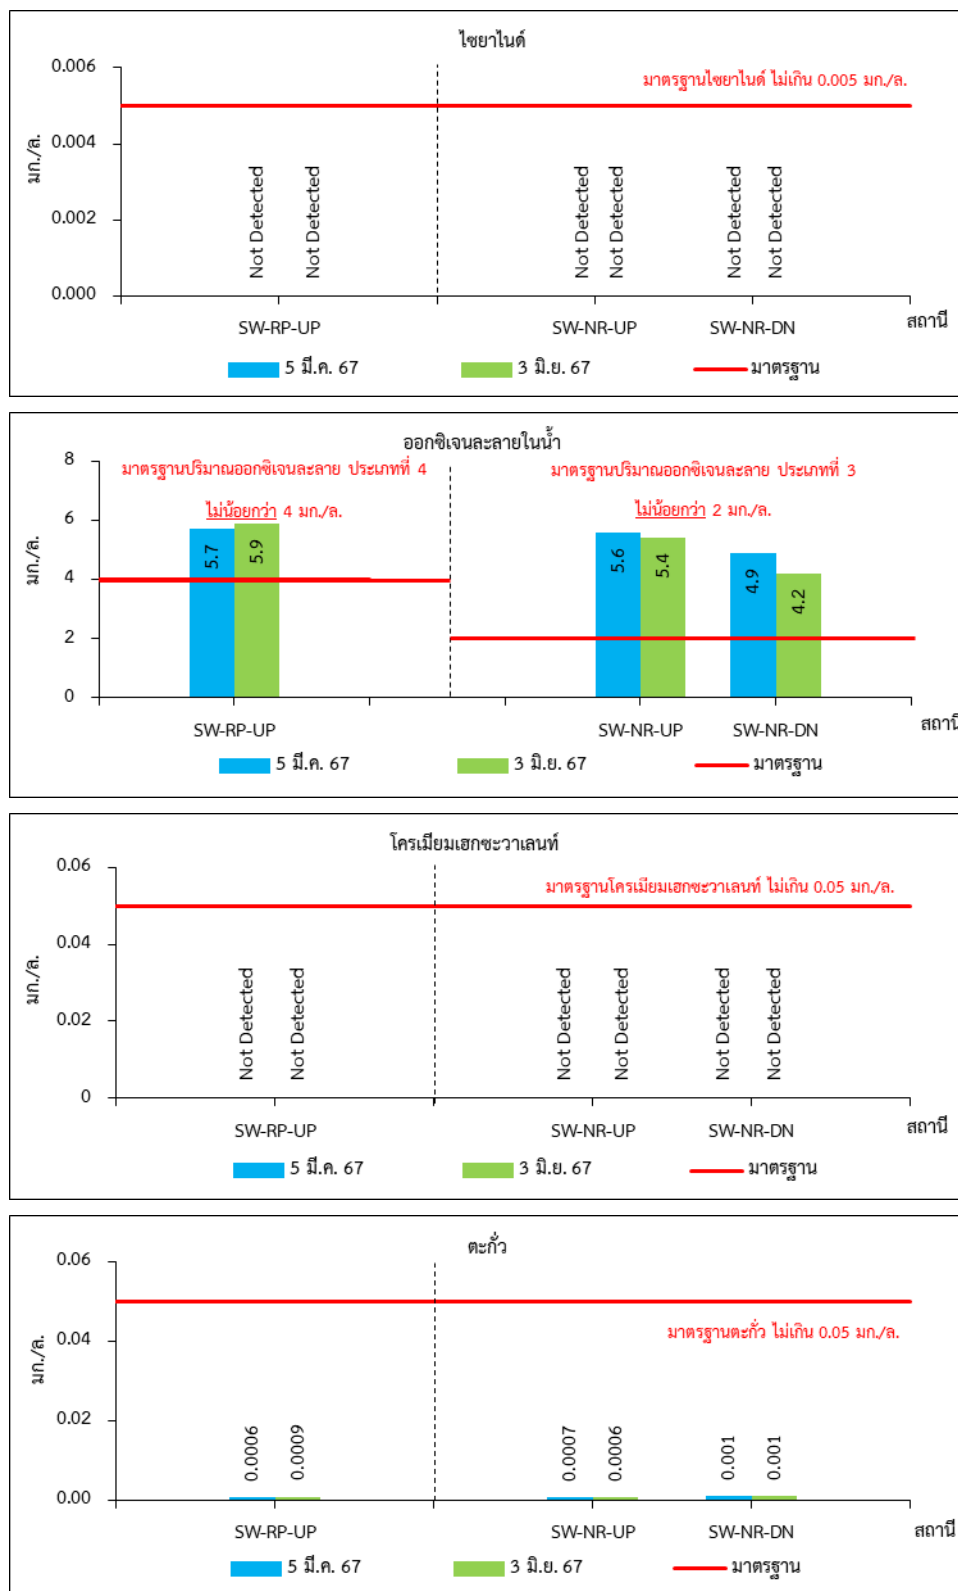 ไซยาไนด์
0.006
มาตรฐานไซยาไนด์ ไม่เกิน 0.005 มก./ล.
0.004
มก./ล.
0.002
0.000
Not Detected
Not Detected
Not Detected
Not Detected
Not Detected
Not Detected
SW-RP-UP
SW-NR-UP
SW-NR-DN
สถานี
5 มี.ค. 67
3 มิ.ย. 67
มาตรฐาน
ออกซิเจนละลายในน้ำ
8
มาตรฐานปริมาณออกซิเจนละลาย ประเภทที่ 4
ไม่น้อยกว่า 4 มก./ล.
มาตรฐานปริมาณออกซิเจนละลาย ประเภทที่ 3
ไม่น้อยกว่า 2 มก./ล.
6
มก./ล.
4
2
0
5.7
5.9
5.6
5.4
4.9
4.2
SW-RP-UP
SW-NR-UP
SW-NR-DN
สถานี
5 มี.ค. 67
3 มิ.ย. 67
มาตรฐาน
โครเมียมเฮกซะวาเลนท์
0.06
มาตรฐานโครเมียมเฮกซะวาเลนท์ ไม่เกิน 0.05 มก./ล.
0.04
มก./ล.
0.02
0
Not Detected
Not Detected
Not Detected
Not Detected
Not Detected
Not Detected
SW-RP-UP
SW-NR-UP
SW-NR-DN
สถานี
5 มี.ค. 67
3 มิ.ย. 67
มาตรฐาน
ตะกั่ว
0.06
มาตรฐานตะกั่ว ไม่เกิน 0.05 มก./ล.
0.04
มก./ล.
0.02
0.00
0.0006
0.0009
0.0007
0.0006
0.001
0.001
SW-RP-UP
SW-NR-UP
SW-NR-DN
สถานี
5 มี.ค. 67
3 มิ.ย. 67
มาตรฐาน